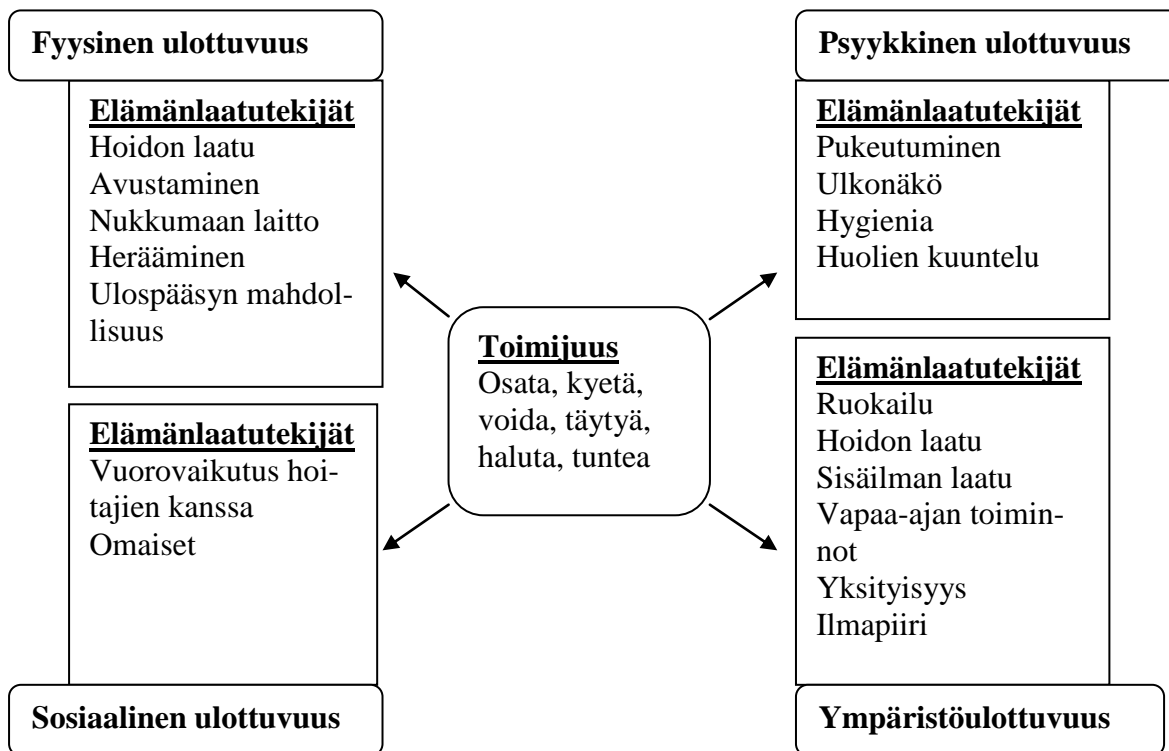 Fyysinen ulottuvuus
Elämänlaatutekijät
Hoidon laatu
Avustaminen
Nukkumaan laitto
Herääminen
Ulospääsyn mahdol-
lisuus
Psyykkinen ulottuvuus
Elämänlaatutekijät
Pukeutuminen
Ulkonäkö
Hygienia
Huolien kuuntelu
Toimijuus
Osata, kyetä,
voida, täytyä,
haluta, tuntea
Elämänlaatutekijät
Vuorovaikutus hoi-
tajien kanssa
Omaiset
Sosiaalinen ulottuvuus
Elämänlaatutekijät
Ruokailu
Hoidon laatu
Sisäilman laatu
Vapaa-ajan toimin-
not
Yksityisyys
Ilmapiiri
Ympäristöulottuvuus